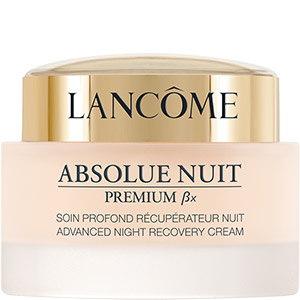 LANCÔME
ABSOLUE NUIT
PREMIUM βx
SOIN PROFOND RÉCUPÉRATEUR NUIT
ADVANCED NIGHT RECOVERY CREAM